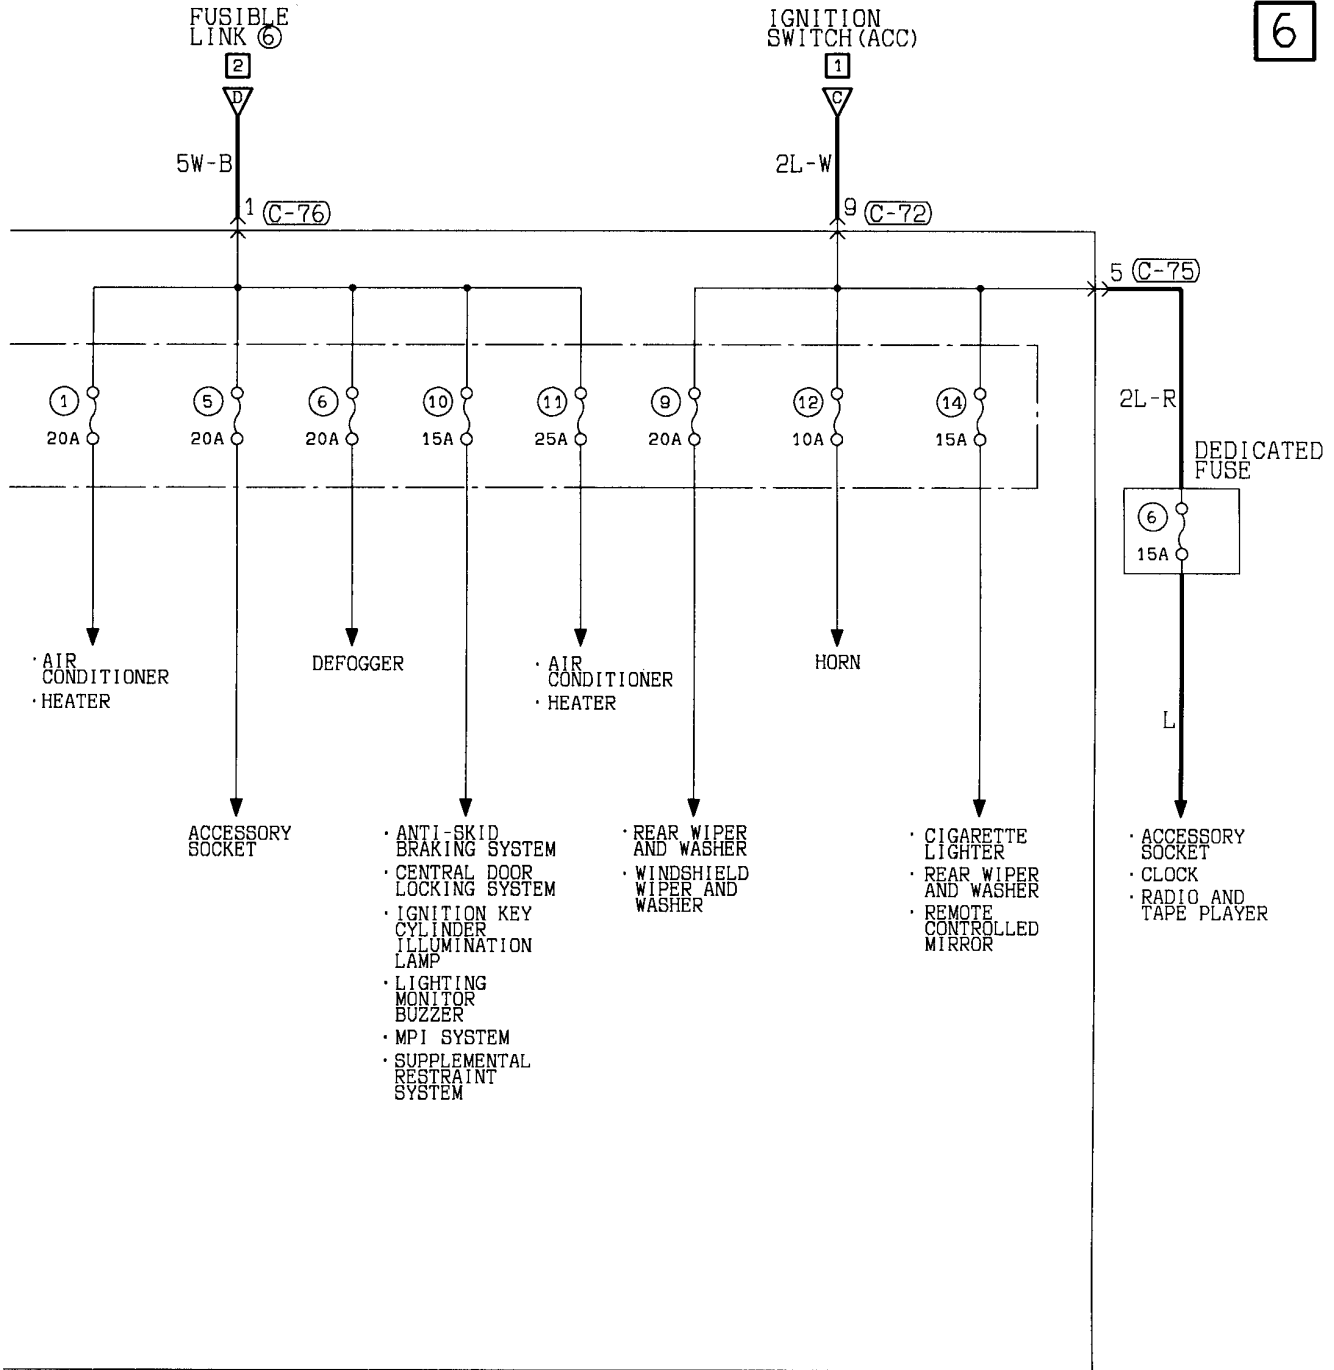 FUSIBLE
LINK ⑥
2
D
5W-B
1 (C-76)
IGNITION
SWITCH(ACC)
1
C
2L-W
9 (C-72)
6
5 (C-75)
2L-R
DEDICATED
FUSE
6
15A
L
1
20A
5
20A
6
20A
10
15A
11
25A
9
20A
12
10A
14
15A
· AIR
CONDITIONER
· HEATER
DEFOGGER
· AIR
CONDITIONER
· HEATER
HORN
ACCESSORY
SOCKET
· ANTI-SKID
BRAKING SYSTEM
· CENTRAL DOOR
LOCKING SYSTEM
· IGNITION KEY
CYLINDER
ILLUMINATION
LAMP
· LIGHTING
MONITOR
BUZZER
· MPI SYSTEM
· SUPPLEMENTAL
RESTRAINT
SYSTEM
· REAR WIPER
AND WASHER
· WINDSHIELD
WIPER AND
WASHER
· CIGARETTE
LIGHTER
· REAR WIPER
AND WASHER
· REMOTE
CONTROLLED
MIRROR
· ACCESSORY
SOCKET
· CLOCK
· RADIO AND
TAPE PLAYER